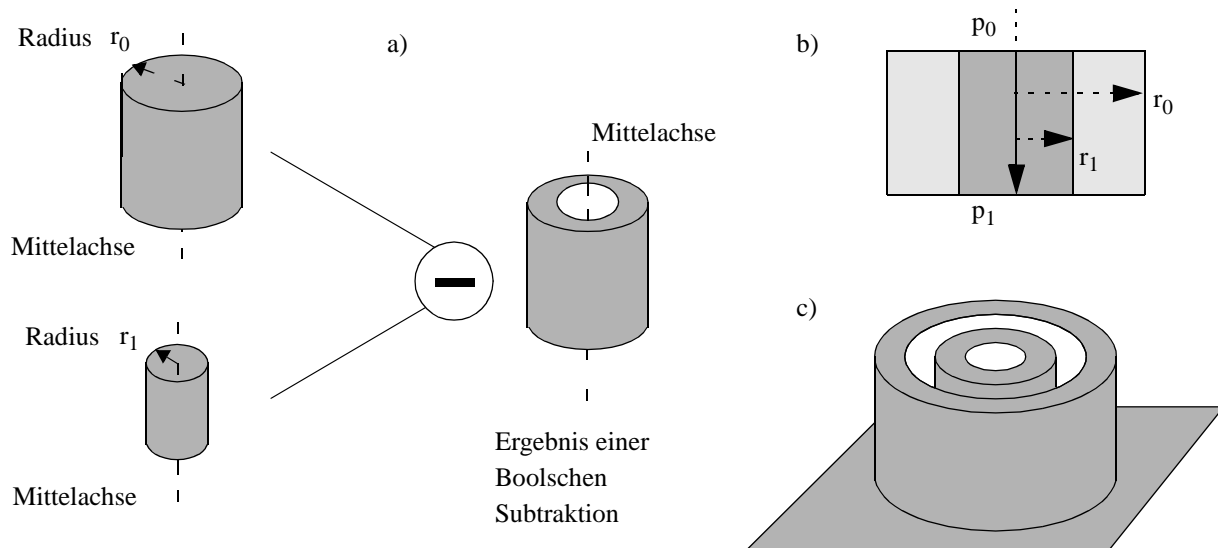 Radius r0
Mittelachse
Radius r1
Mittelachse
a)
Mittelachse
Ergebnis einer
Boolschen
Subtraktion
b)
p0
r0
r1
p1
c)